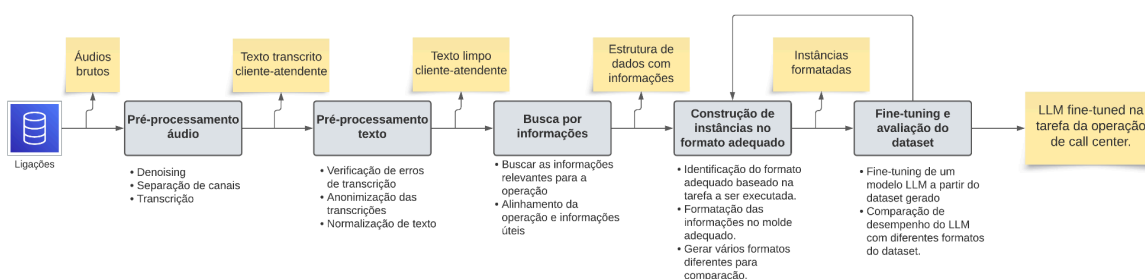 Áudios
brutos
Texto transcrito
cliente-atendente
Texto limpo
cliente-atendente
Estrutura de
dados com
informações
Instâncias
formatadas
Ligações
Pré-processamento
áudio
• Denoising
• Separação de canais
• Transcrição
Pré-processamento
texto
• Verificação de erros
de transcrição
• Anonimização das
transcrições
• Normalização de texto
Busca por
informações
• Buscar as informações
relevantes para a
operação
• Alinhamento da
operação e informações
úteis
Construção de
instâncias no
formato adequado
• Identificação do formato
adequado baseado na
tarefa a ser executada.
• Formatação das
informações no molde
adequado.
• Gerar vários formatos
diferentes para
comparação.
Fine-tuning e
avaliação do
dataset
• Fine-tuning de um
modelo LLM a partir do
dataset gerado
• Comparação de
desempenho do LLM
com diferentes formatos
do dataset.
LLM fine-tuned na
tarefa da operação
de call center.